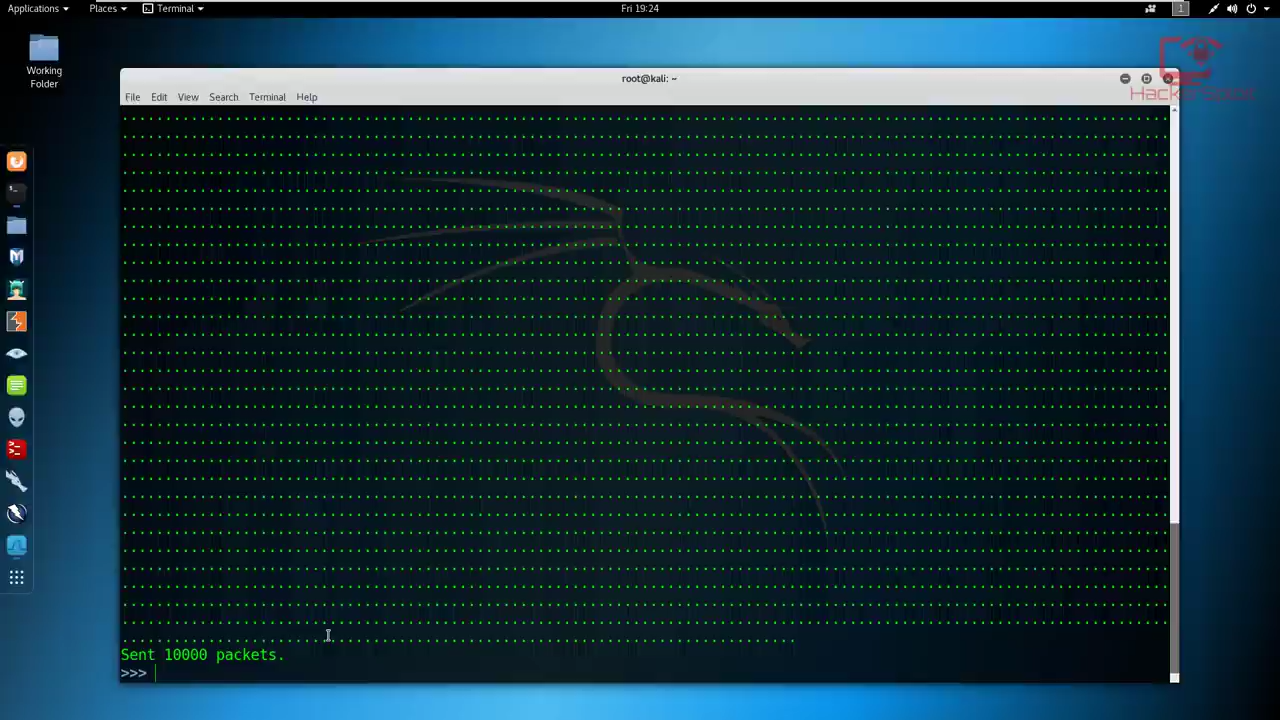 Applications
Places
Terminal
Fri 19:24
1
Working
Folder
root@kali: ~
File Edit View Search Terminal Help
Sent 10000 packets.
>>>